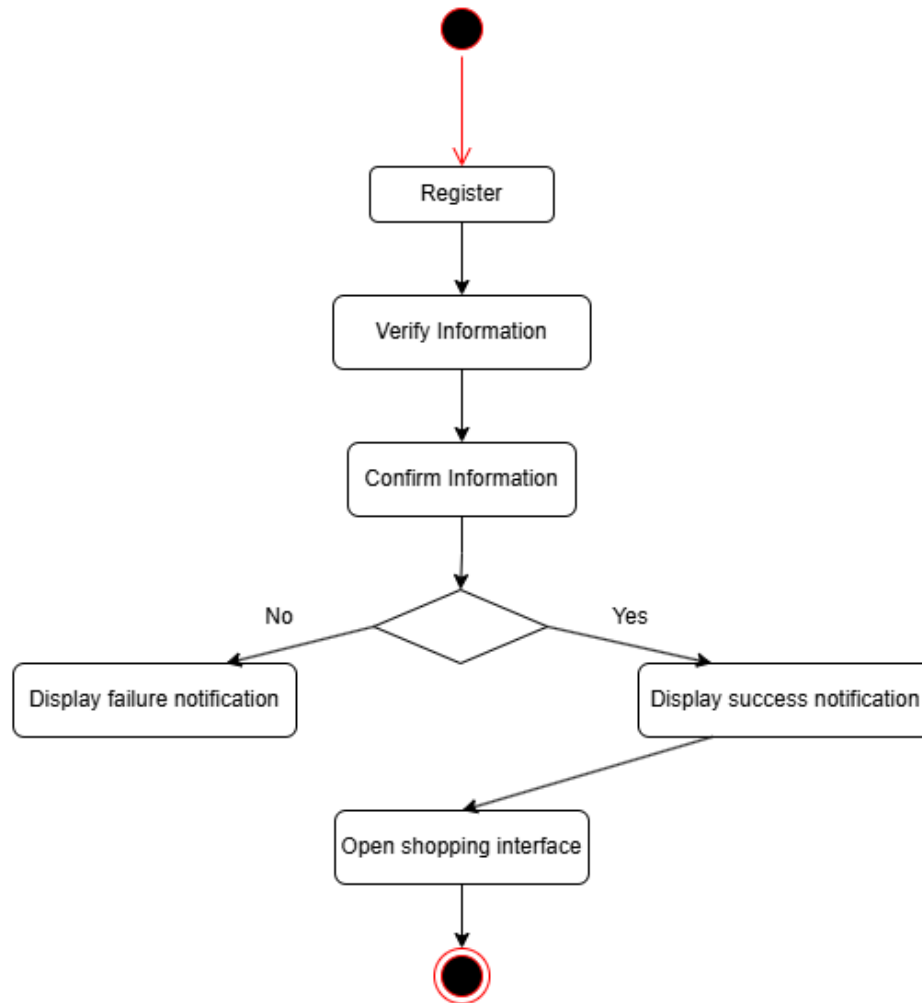 Register
Verify Information
Confirm Information
No
Yes
Display failure notification
Display success notification
Open shopping interface